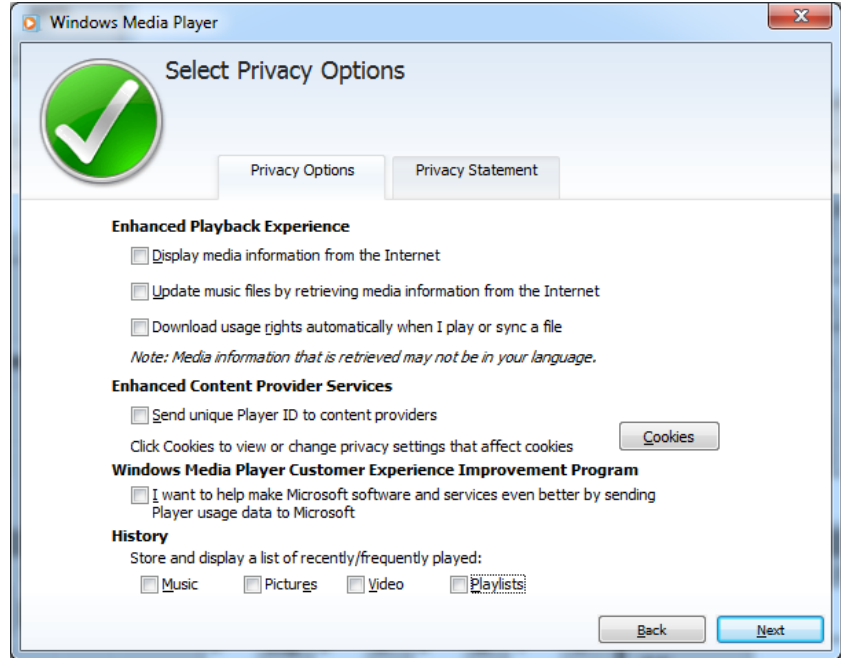 Windows Media Player
Select Privacy Options
Privacy Options
Privacy Statement
Enhanced Playback Experience
Display media information from the Internet
Update music files by retrieving media information from the Internet
Download usage rights automatically when I play or sync a file
Note: Media information that is retrieved may not be in your language.
Enhanced Content Provider Services
Send unique Player ID to content providers
Click Cookies to view or change privacy settings that affect cookies
Cookies
Windows Media Player Customer Experience Improvement Program
I want to help make Microsoft software and services even better by sending
Player usage data to Microsoft
History
Store and display a list of recently/frequently played:
Music Pictures Video Playlists
Back Next